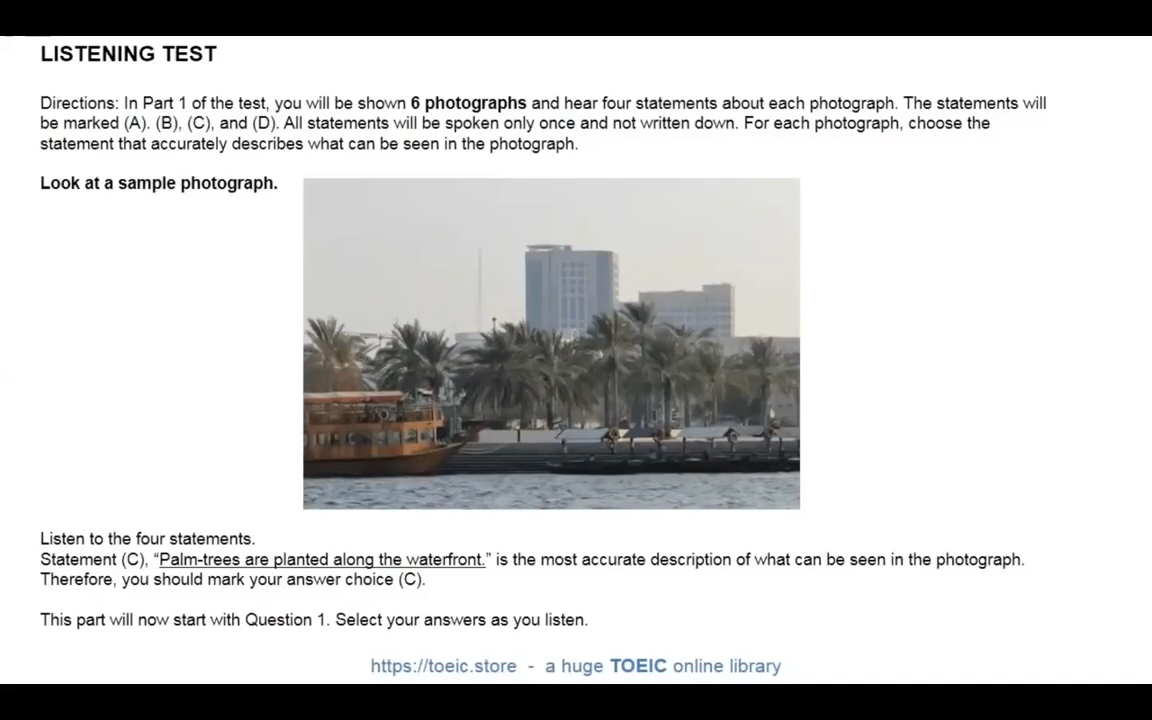 LISTENING TEST
Directions: In Part 1 of the test, you will be shown 6 photographs and hear four statements about each photograph. The statements will
be marked (A). (B), (C), and (D). All statements will be spoken only once and not written down. For each photograph, choose the
statement that accurately describes what can be seen in the photograph.
Look at a sample photograph.
Listen to the four statements.
Statement (C), “Palm-trees are planted along the waterfront.” is the most accurate description of what can be seen in the photograph.
Therefore, you should mark your answer choice (C).
This part will now start with Question 1. Select your answers as you listen.
https://toeic.store - a huge TOEIC online library